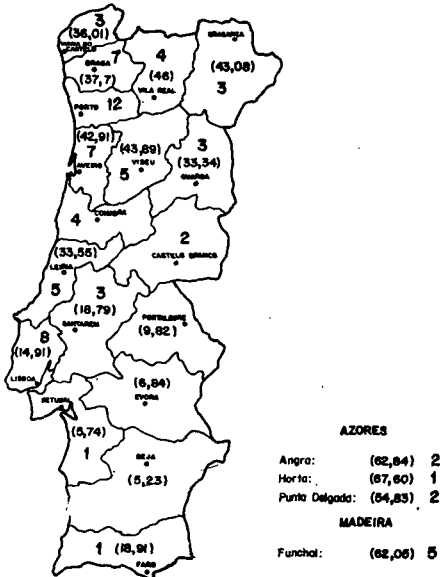 3
(36,01)
VIANA DO
CASTELO
BRAGANÇA
7
BRAGA
(37,7)
4
(46)
VILA REAL
(43,08)
3
PORTO
12
(42,91)
7
AVEIRO
(43,89)
VISEU
5
3
(33,34)
GUARDA
COIMBRA
4
2
CASTELO BRANCO
(33,55)
LEIRIA
5
3
(18,79)
SANTAREM
PORTALEGRE
(9,82)
8
(14,91)
LISBOA
(6,84)
EVORA
SETUBAL
(5,74)
1
BEJA
(5,23)
1 (18,91)
FARO
AZORES
Angra: (62,84) 2
Horta: (67,60) 1
Punta Delgada: (54,83) 2
MADEIRA
Funchal: (62,06) 5